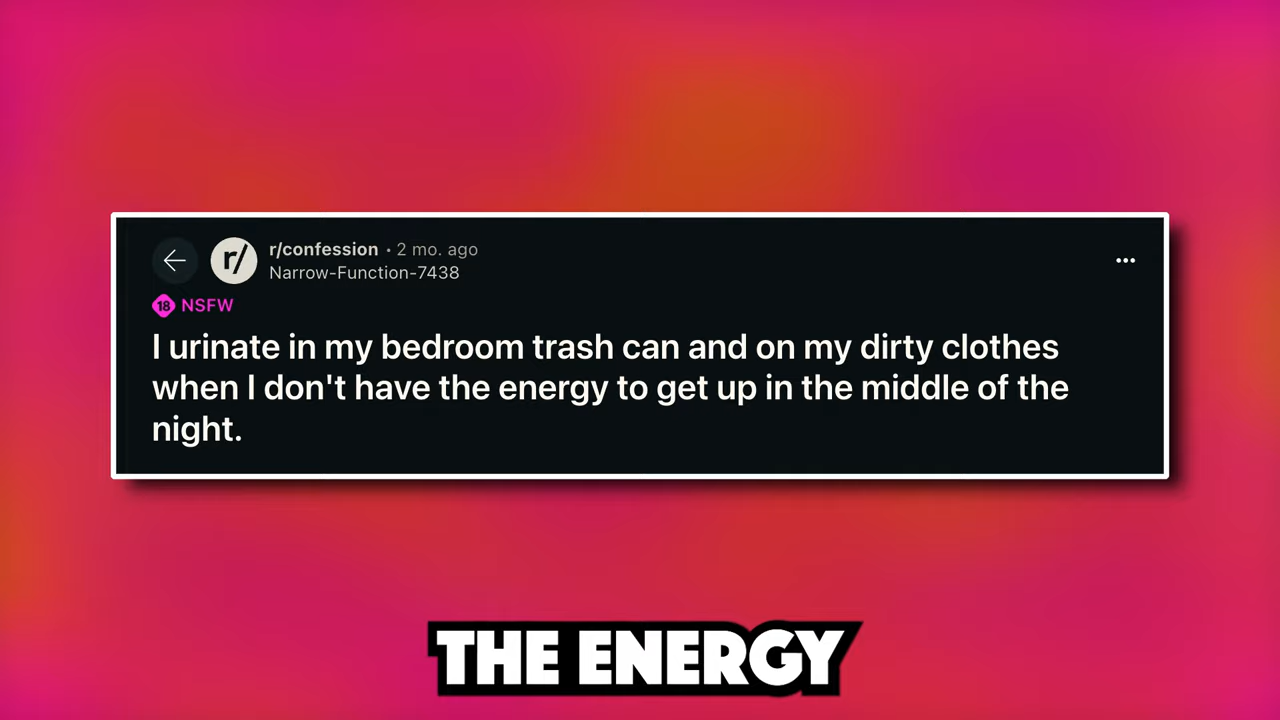 r/confession • 2 mo. ago
r/
Narrow-Function-7438
18 NSFW
I urinate in my bedroom trash can and on my dirty clothes
when I don't have the energy to get up in the middle of the
night.
THE ENERGY